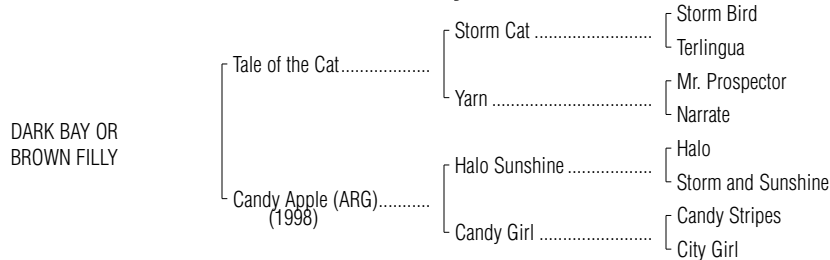 Storm Bird
Storm Cat ........................
Terlingua
Tale of the Cat...................
Mr. Prospector
Yarn ..................................
Narrate
DARK BAY OR
BROWN FILLY
Halo
Halo Sunshine ..................
Storm and Sunshine
Candy Apple (ARG)...........
(1998)
Candy Stripes
Candy Girl ........................
City Girl